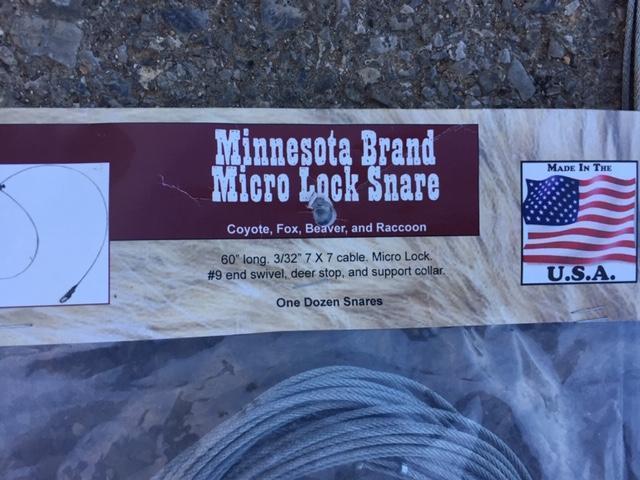 Minnesota Brand
Micro Lock Snare
Coyote, Fox, Beaver, and Raccoon
60" long. 3/32" 7 X 7 cable. Micro Lock.
#9 end swivel, deer stop, and support collar.
One Dozen Snares
MADE IN THE
U.S.A.